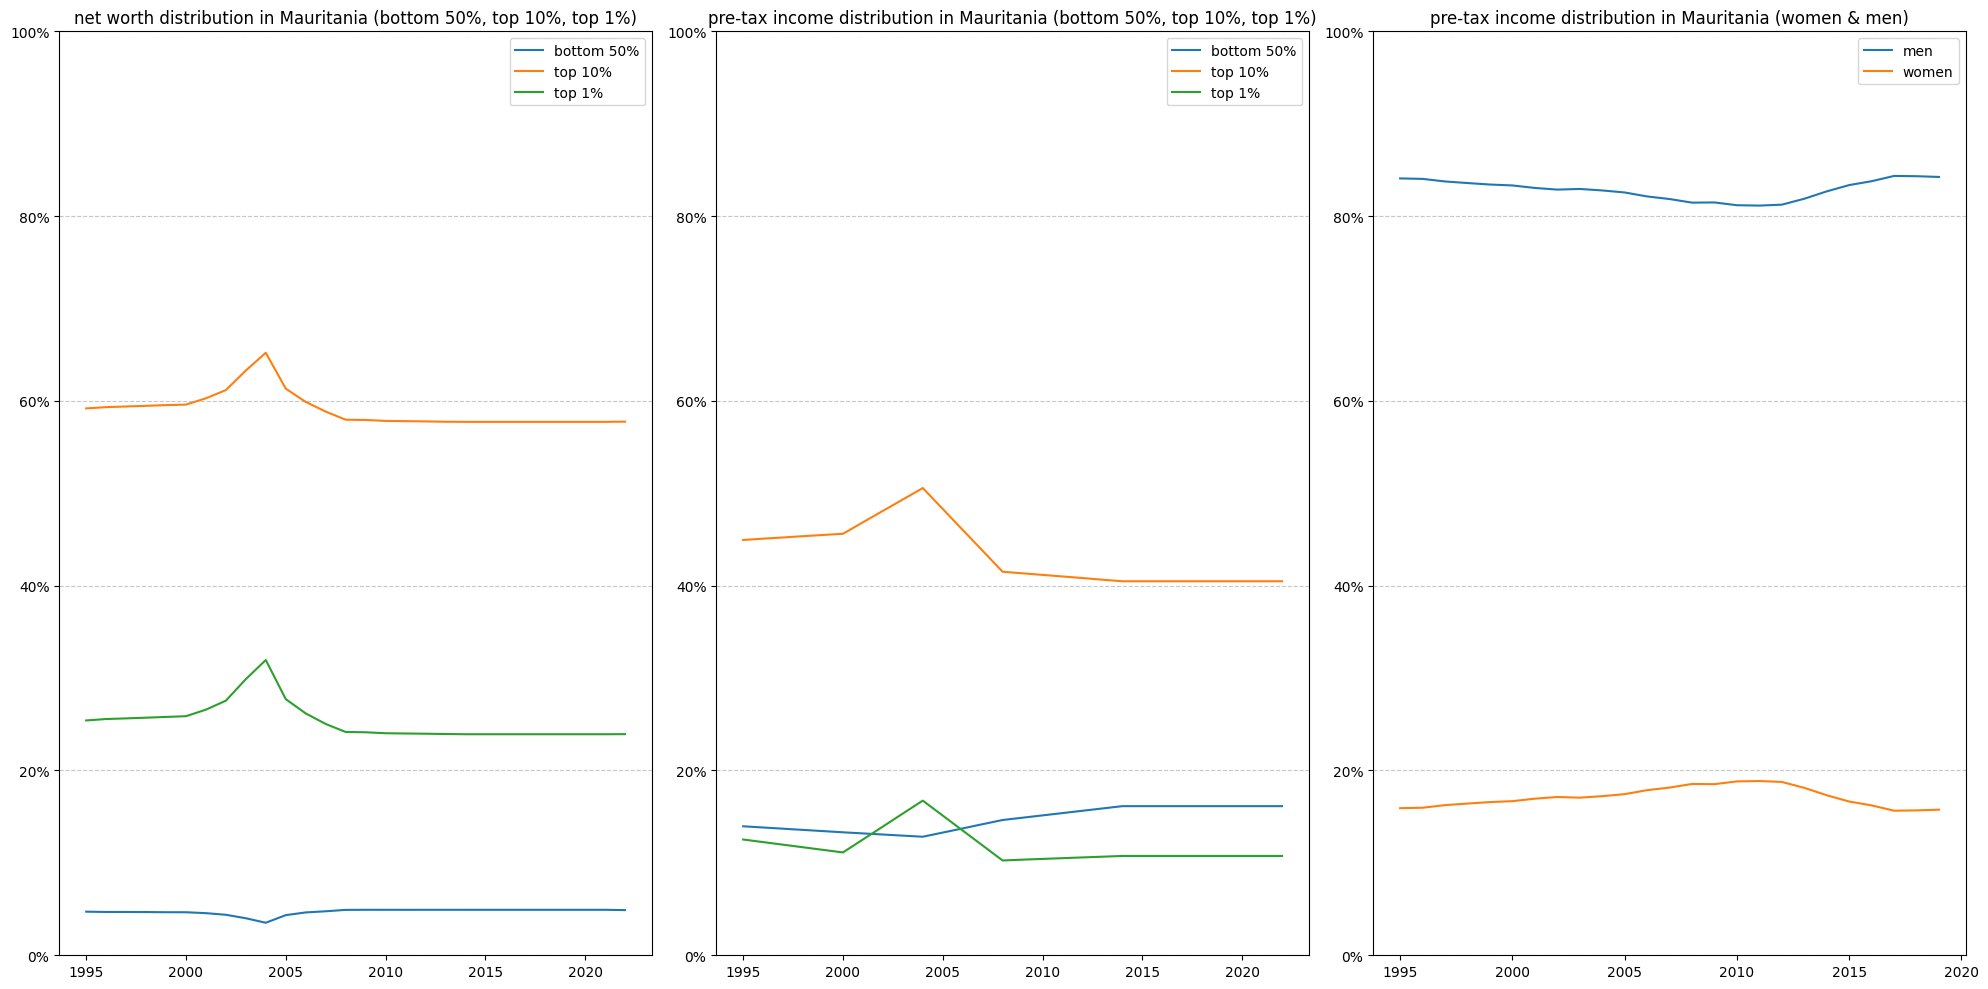 net worth distribution in Mauritania (bottom 50%, top 10%, top 1%)
100%
80%
60%
40%
20%
0%
1995 2000 2005 2010 2015 2020
bottom 50%
top 10%
top 1%
pre-tax income distribution in Mauritania (bottom 50%, top 10%, top 1%)
100%
80%
60%
40%
20%
0%
1995 2000 2005 2010 2015 2020
bottom 50%
top 10%
top 1%
pre-tax income distribution in Mauritania (women & men)
100%
80%
60%
40%
20%
0%
1995 2000 2005 2010 2015 2020
men
women